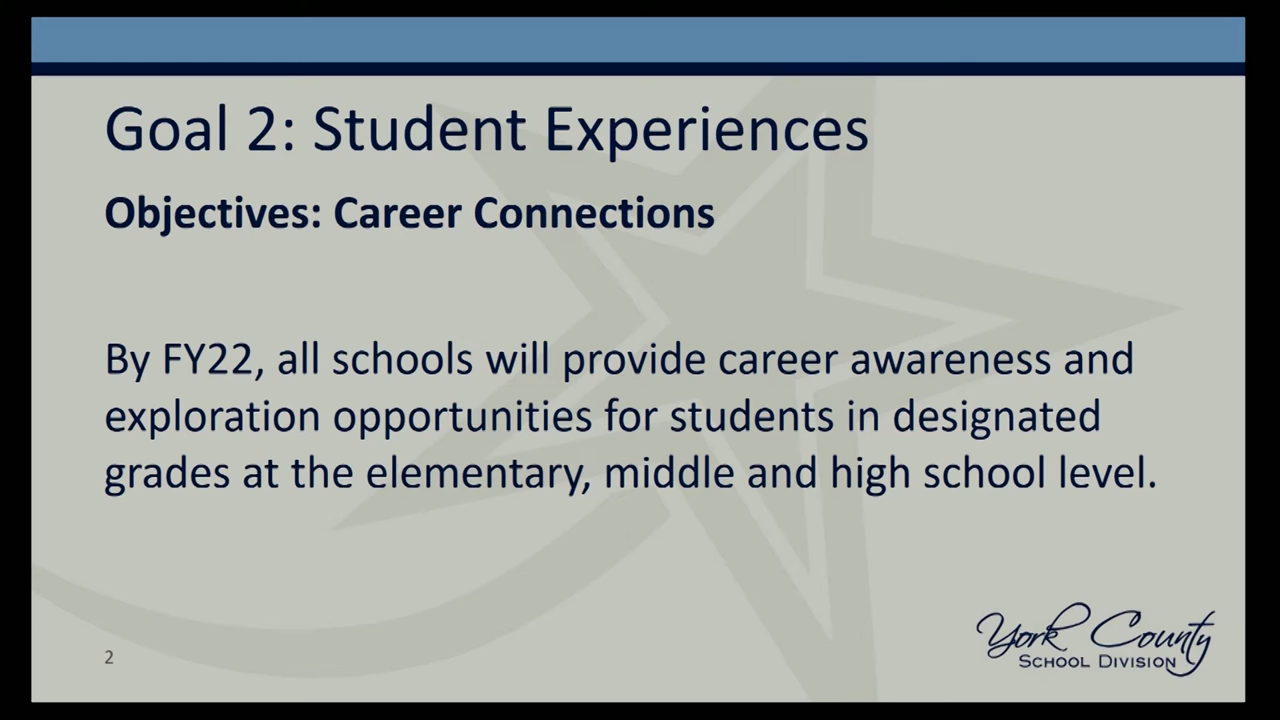 Goal 2: Student Experiences
Objectives: Career Connections
By FY22, all schools will provide career awareness and
exploration opportunities for students in designated
grades at the elementary, middle and high school level.
2
York County
SCHOOL DIVISION